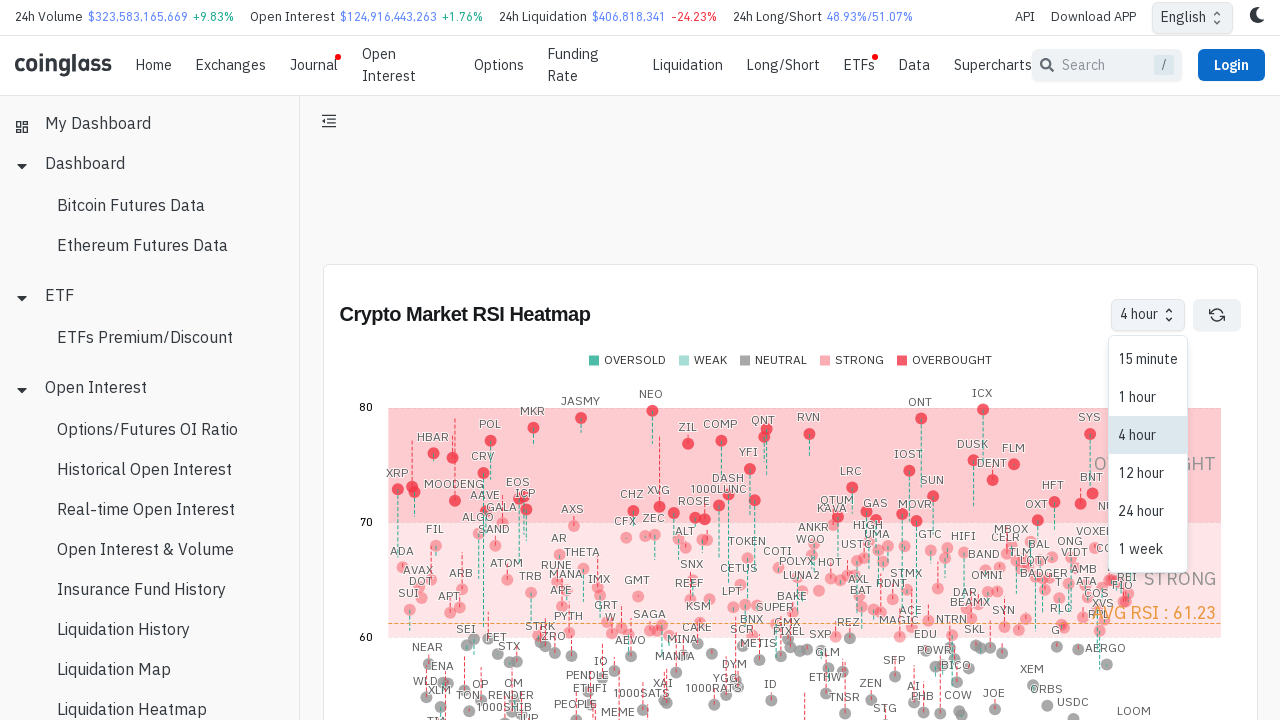 24h Volume $323,583,165,669 +9.83% Open Interest $124,916,443,263 +1.76% 24h Liquidation $406,818,341 -24.23% 24h Long/Short 48.93%/51.07% API Download APP English
coinglass Home Exchanges Journal Open Interest Options Funding Rate Liquidation Long/Short ETFs Data Supercharts Search / Login
My Dashboard
Dashboard
Bitcoin Futures Data
Ethereum Futures Data
ETF
ETFs Premium/Discount
Open Interest
Options/Futures OI Ratio
Historical Open Interest
Real-time Open Interest
Open Interest & Volume
Insurance Fund History
Liquidation History
Liquidation Map
Liquidation Heatmap
Crypto Market RSI Heatmap 4 hour
OVERSOLD WEAK NEUTRAL STRONG OVERBOUGHT
15 minute
1 hour
4 hour
12 hour
24 hour
1 week
80 JASMY NEO ONT ICX
MKR POL ZIL COMP QNT RVN SYS
HBAR CRV YFI IOST DUSK FLM
XRP MOODENG EOS DASH LRC SUN DENT BNT
AAVE ICP CHZ XVG ROSE 1000LUNC QTUM GAS MOVR OXT HFT
70 ALGO GALA AXS CFX ZEC KAVA
FIL SAND AR ALT TOKEN ANKR HIGH UMA GTC HIFI MBOX CELR VOXEL
ADA THETA COTI WOO USTC BAND TLM BAL ONG VIDT
AVAX ARB ATOM RUNE SNX CETUS POLYX HOT STMX OMNI LQTY AMB STRONG
DOT TRB MANA IMX GMT REEF LUNA2 AXL RDNT BADGER T ATA REI
SUI APT APE LPT BAKE BAT DAR COS FIO
GRT KSM SUPER ACE BEAMX SYN RLC XVS
SEI STRK PYTH W SAGA CAKE BNX GMX REZ MAGIC NTRN RPL AVG RSI : 61.23
60 FET ZRO AEVO MINA SCR PIXEL SXP EDU SKL G
NEAR STX METIS GLM POWR AERGO
ENA IO MANTA DYM SFP BICO XEM
WLD OP OM PENDLE XAI YGG ETHW ZEN AI
XLM TON RENDER ETHFI 1000SATS 1000RATS ID TNSR PHB COW JOE ORBS
1000SHIB PEOPLE MEME STG USDC LOOM